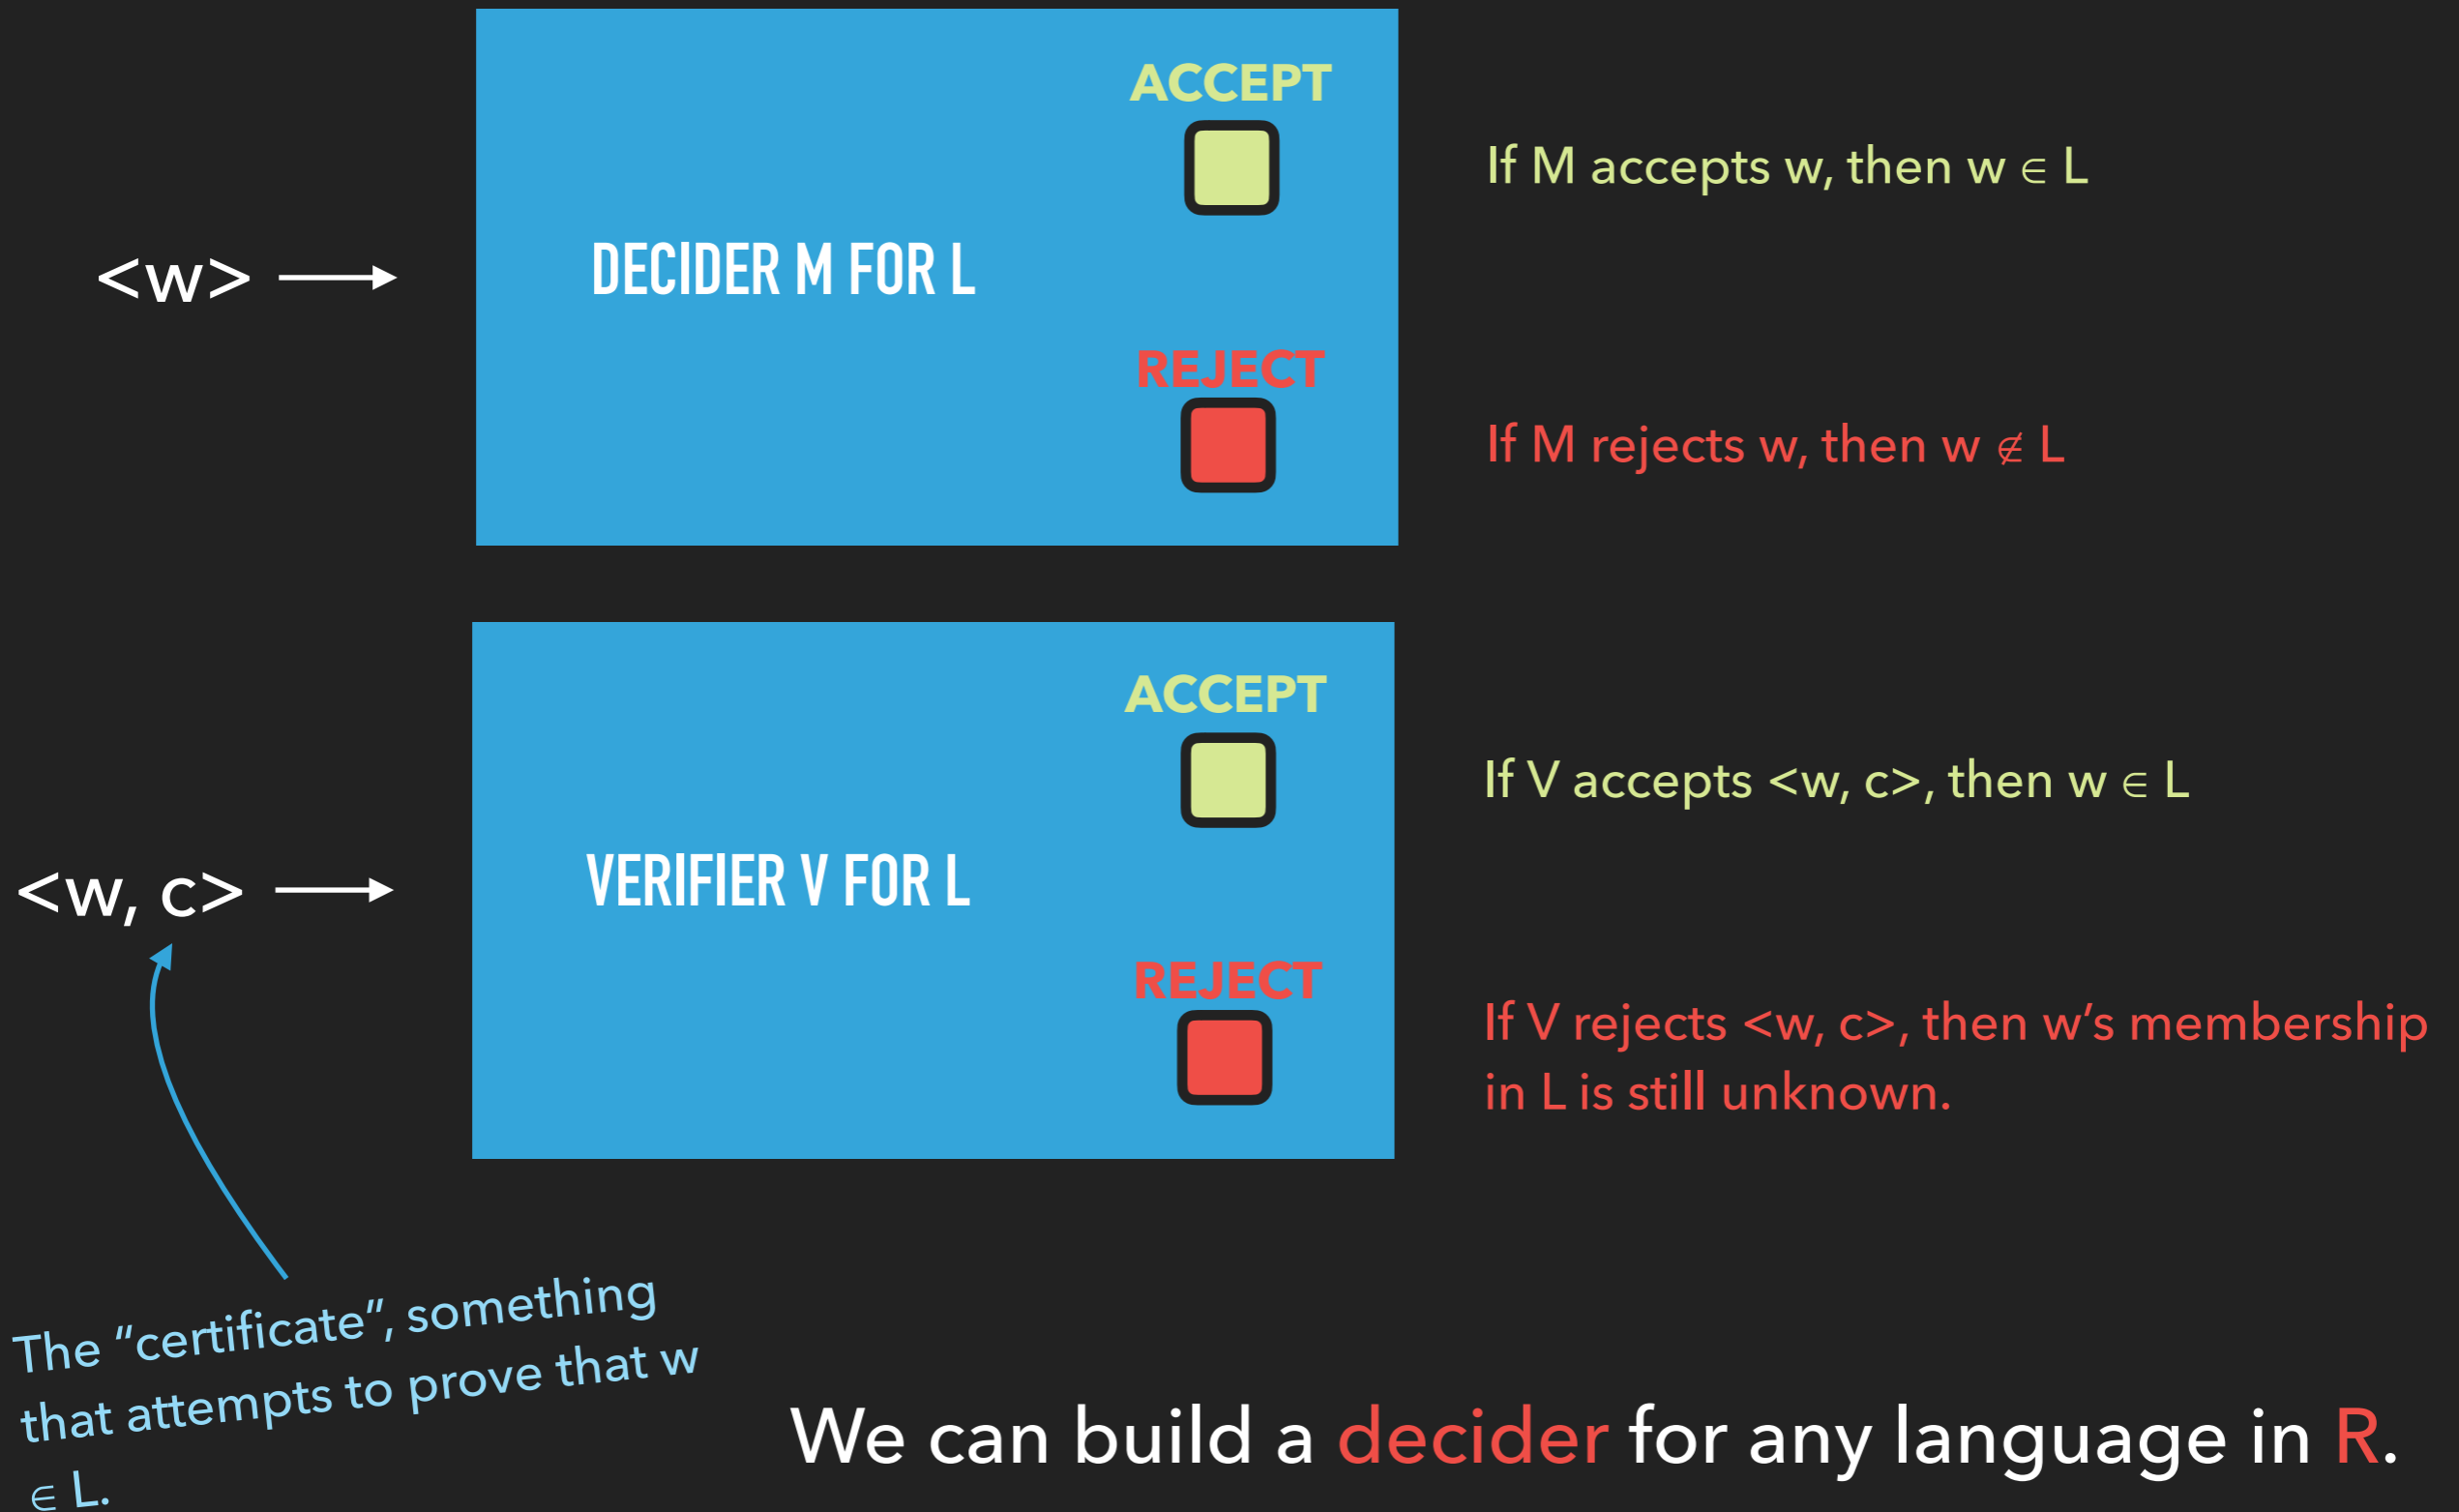 ACCEPT
If M accepts w, then w ∈ L
<w>
DECIDER M FOR L
REJECT
If M rejects w, then w ∉ L
ACCEPT
If V accepts <w, c>, then w ∈ L
<w, c>
VERIFIER V FOR L
REJECT
If V rejects <w, c>, then w’s membership
in L is still unknown.
The “certificate”, something
that attempts to prove that w
∈ L.
We can build a decider for any language in R.